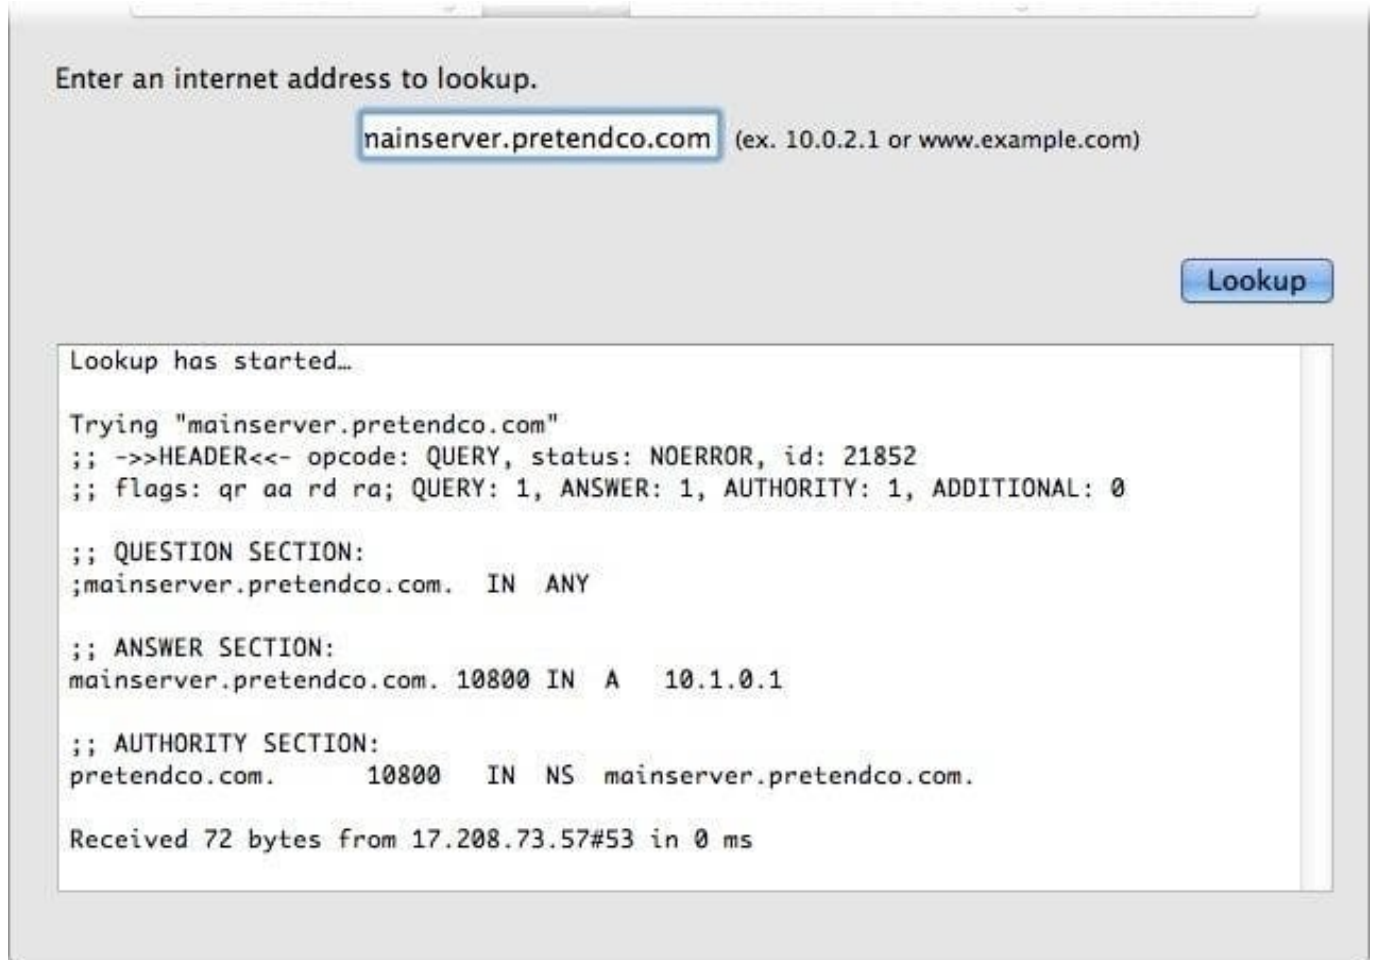 Enter an internet address to lookup.
nainserver.pretendco.com (ex. 10.0.2.1 or www.example.com)
Lookup
Lookup has started…
Trying "mainserver.pretendco.com"
;; ->>HEADER<<- opcode: QUERY, status: NOERROR, id: 21852
;; flags: qr aa rd ra; QUERY: 1, ANSWER: 1, AUTHORITY: 1, ADDITIONAL: 0
;; QUESTION SECTION:
;mainserver.pretendco.com. IN ANY
;; ANSWER SECTION:
mainserver.pretendco.com. 10800 IN A 10.1.0.1
;; AUTHORITY SECTION:
pretendco.com. 10800 IN NS mainserver.pretendco.com.
Received 72 bytes from 17.208.73.57#53 in 0 ms